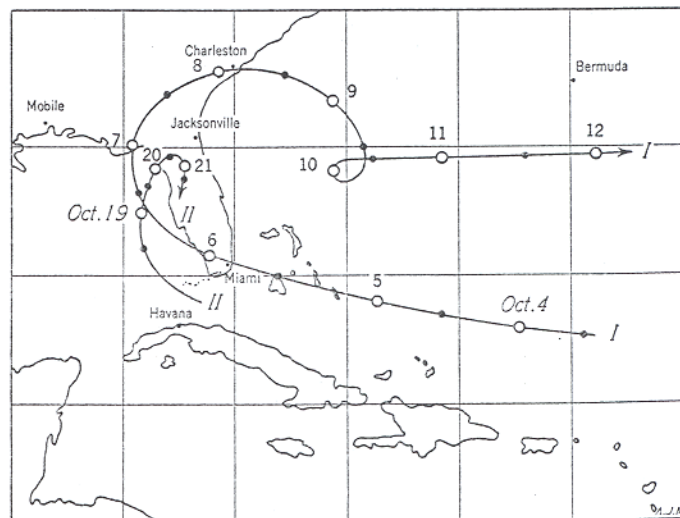 Charleston
8
Bermuda
9
Mobile
Jacksonville
7
12
11
20
21
10
I
Oct. 19
II
6
Miami
5
Oct. 4
II
Havana
I